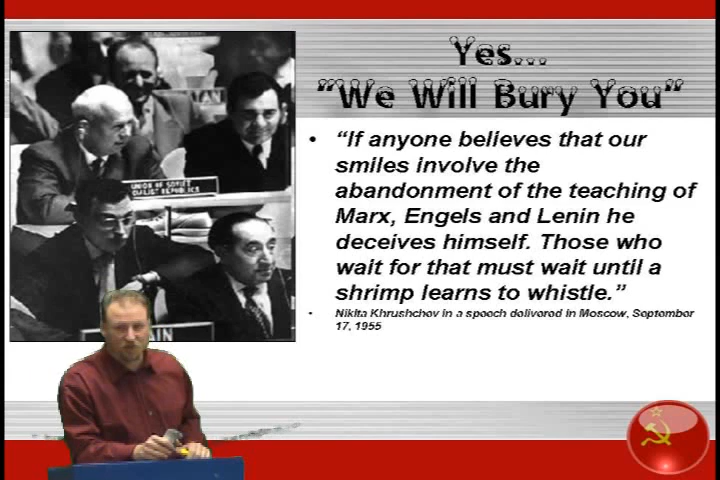 Yes...
"We Will Bury You"
• "If anyone believes that our
smiles involve the
abandonment of the teaching of
Marx, Engels and Lenin he
deceives himself. Those who
wait for that must wait until a
shrimp learns to whistle."
• Nikita Khrushchev in a speech delivered in Moscow, September
17, 1955
UNION OF SOVIET
SOCIALIST REPUBLICS